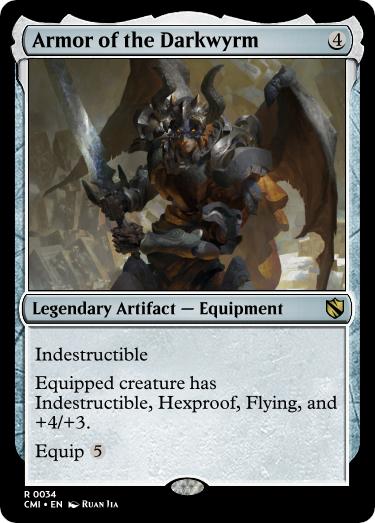 Armor of the Darkwyrm 4
Legendary Artifact — Equipment
Indestructible
Equipped creature has
Indestructible, Hexproof, Flying, and
+4/+3.
Equip 5
R 0034
CMI • EN Ruan Jia